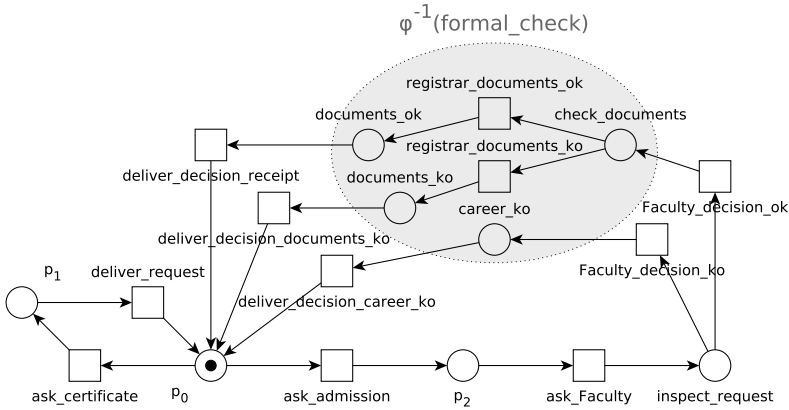 φ-1(formal_check)
registrar_documents_ok
documents_ok
check_documents
registrar_documents_ko
deliver_decision_receipt
documents_ko
career_ko
Faculty_decision_ok
deliver_decision_documents_ko
p1
deliver_request
Faculty_decision_ko
deliver_decision_career_ko
ask_certificate
p0
ask_admission
p2
ask_Faculty
inspect_request